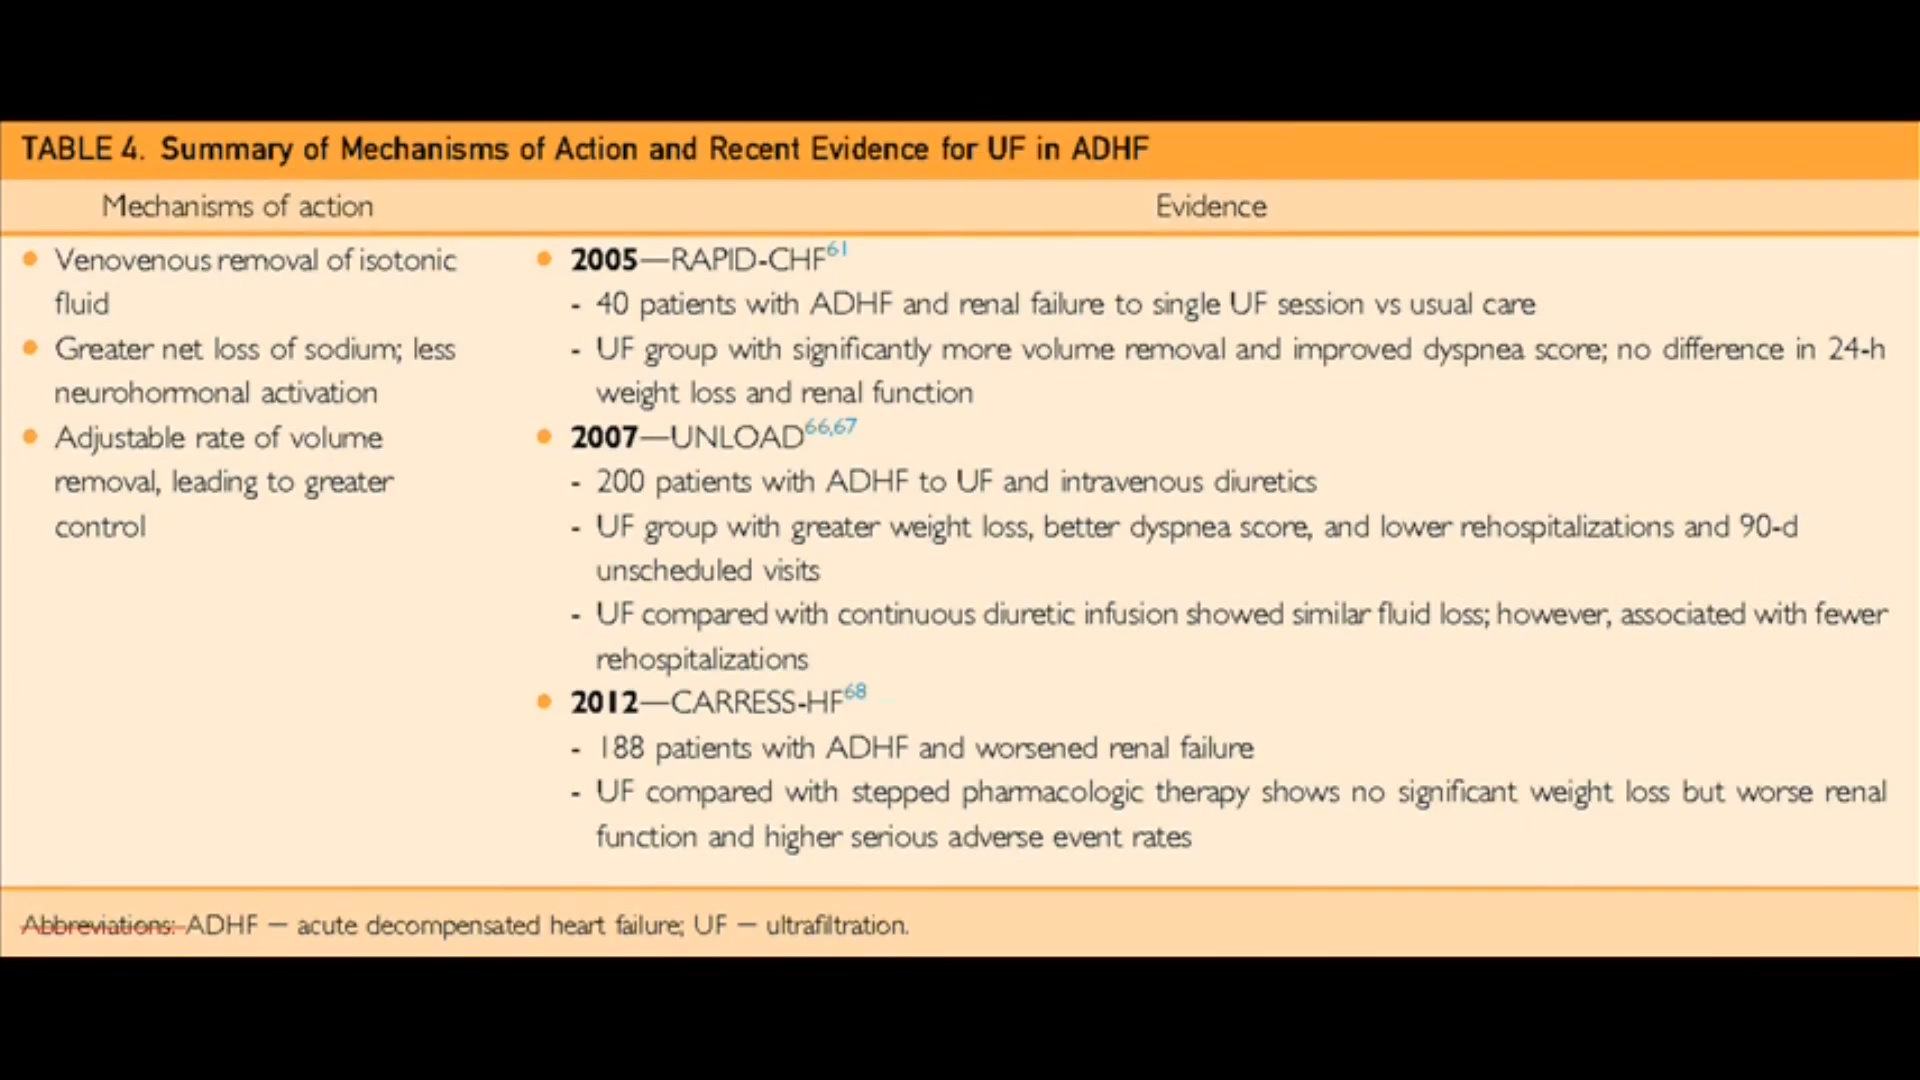 TABLE 4. Summary of Mechanisms of Action and Recent Evidence for UF in ADHF
Mechanisms of action
Evidence
● Venovenous removal of isotonic
fluid
● Greater net loss of sodium; less
neurohormonal activation
● Adjustable rate of volume
removal, leading to greater
control
● 2005—RAPID-CHF61
- 40 patients with ADHF and renal failure to single UF session vs usual care
- UF group with significantly more volume removal and improved dyspnea score; no difference in 24-h
weight loss and renal function
● 2007—UNLOAD66,67
- 200 patients with ADHF to UF and intravenous diuretics
- UF group with greater weight loss, better dyspnea score, and lower rehospitalizations and 90-d
unscheduled visits
- UF compared with continuous diuretic infusion showed similar fluid loss; however, associated with fewer
rehospitalizations
● 2012—CARRESS-HF68
- 188 patients with ADHF and worsened renal failure
- UF compared with stepped pharmacologic therapy shows no significant weight loss but worse renal
function and higher serious adverse event rates
Abbreviations: ADHF — acute decompensated heart failure; UF — ultrafiltration.